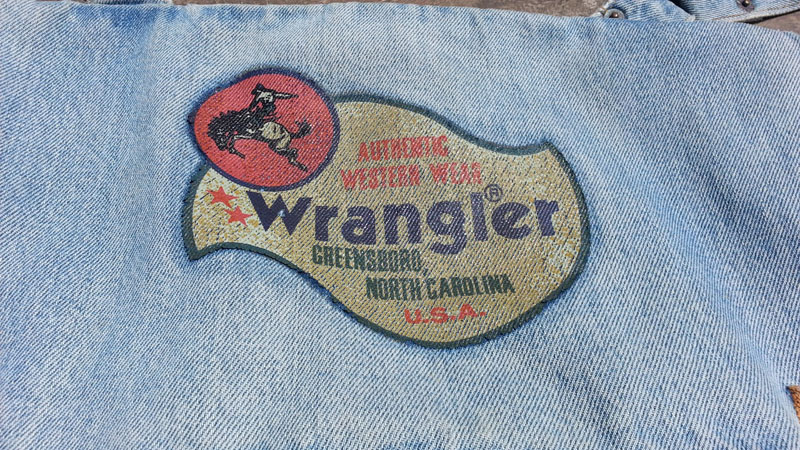 AUTHENTIC
WESTERN WEAR
Wrangler®
GREENSBORO,
NORTH CAROLINA
U.S.A.